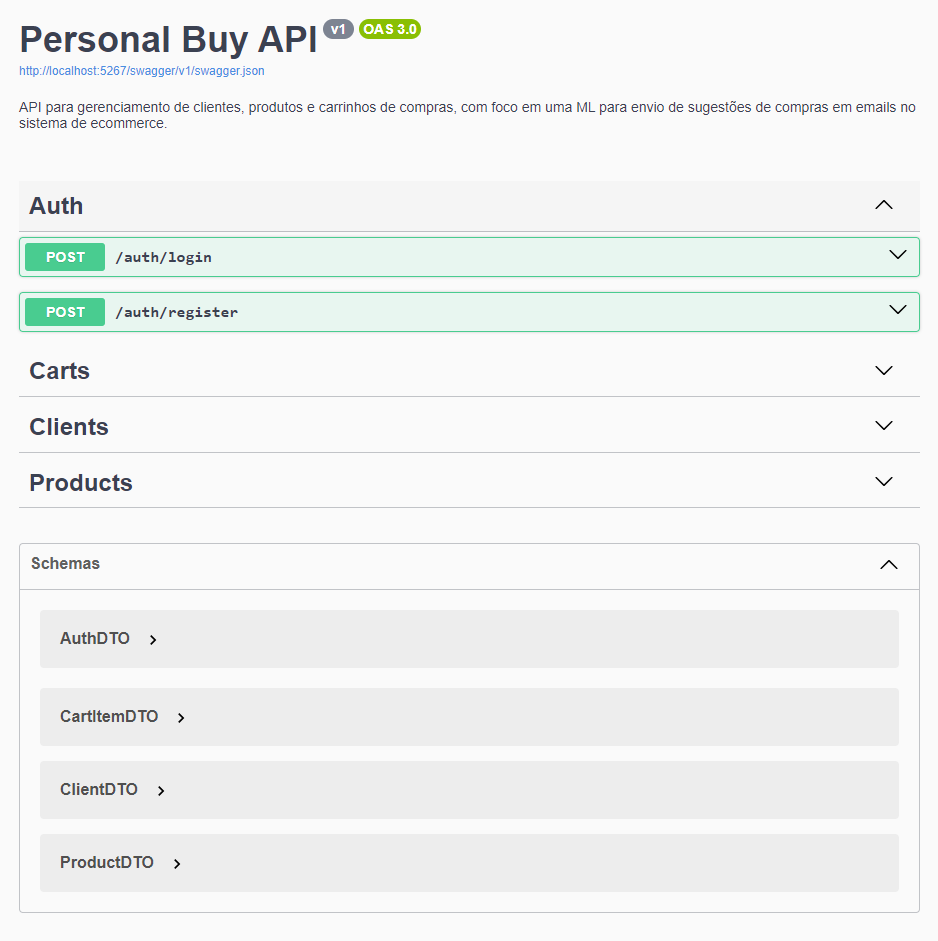 Personal Buy API v1 OAS 3.0
http://localhost:5267/swagger/v1/swagger.json
API para gerenciamento de clientes, produtos e carrinhos de compras, com foco em uma ML para envio de sugestões de compras em emails no
sistema de ecommerce.
Auth
POST /auth/login
POST /auth/register
Carts
Clients
Products
Schemas
AuthDTO
CartItemDTO
ClientDTO
ProductDTO